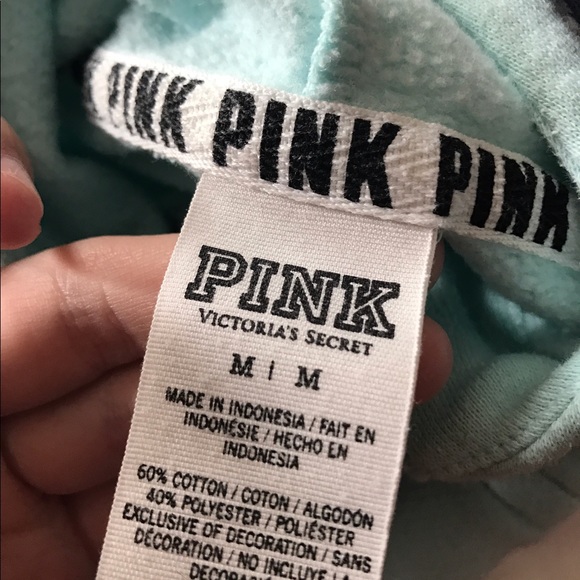 PINK PINK PINK
PINK
VICTORIA'S SECRET
M | M
MADE IN INDONESIA / FAIT EN
INDONÉSIE / HECHO EN
INDONESIA
60% COTTON / COTON / ALGODÓN
40% POLYESTER / POLIÉSTER
EXCLUSIVE OF DECORATION / SANS
DÉCORATION / NO INCLUYE LA